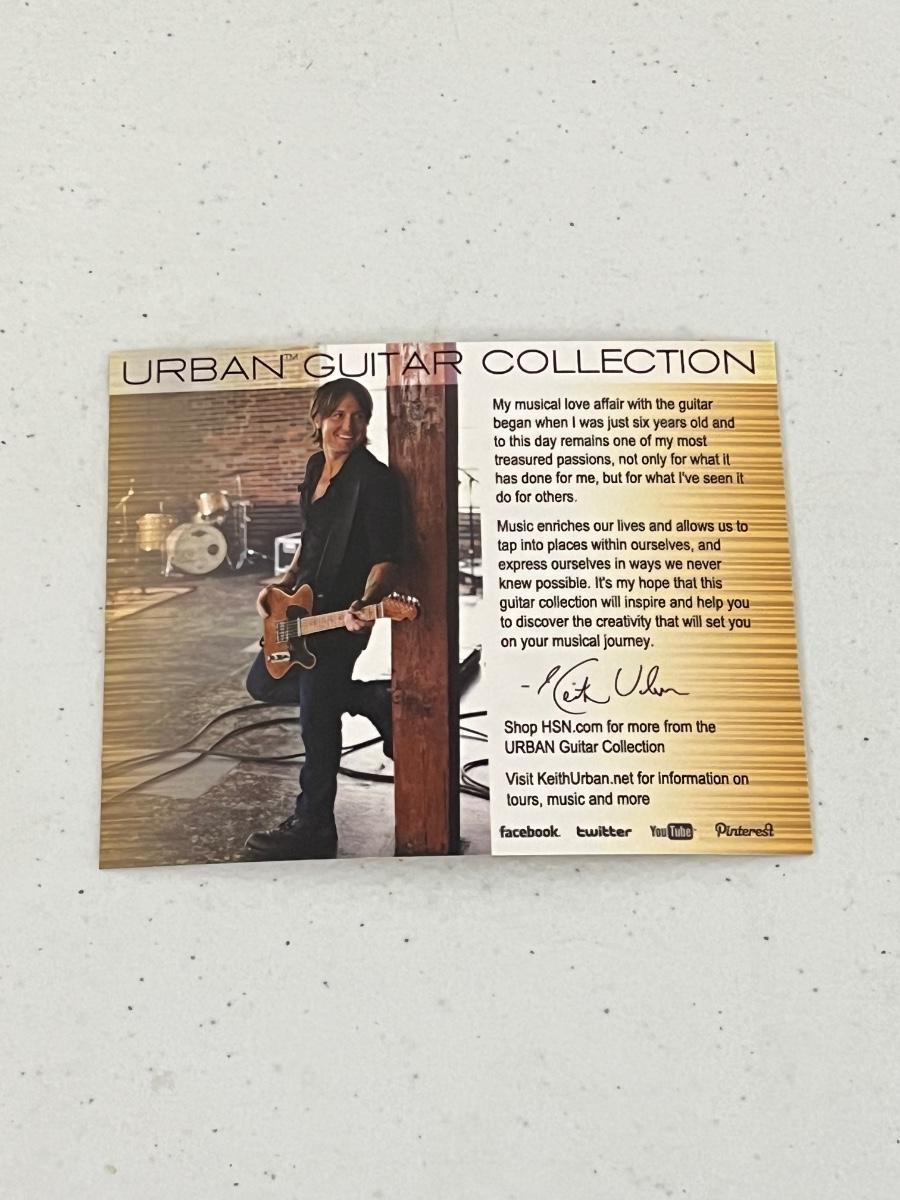 URBAN™ GUITAR COLLECTION
My musical love affair with the guitar
began when I was just six years old and
to this day remains one of my most
treasured passions, not only for what it
has done for me, but for what I've seen it
do for others.
Music enriches our lives and allows us to
tap into places within ourselves, and
express ourselves in ways we never
knew possible. It's my hope that this
guitar collection will inspire and help you
to discover the creativity that will set you
on your musical journey.
- Keith Urban
Shop HSN.com for more from the
URBAN Guitar Collection
Visit KeithUrban.net for information on
tours, music and more
facebook. twitter YouTube Pinterest